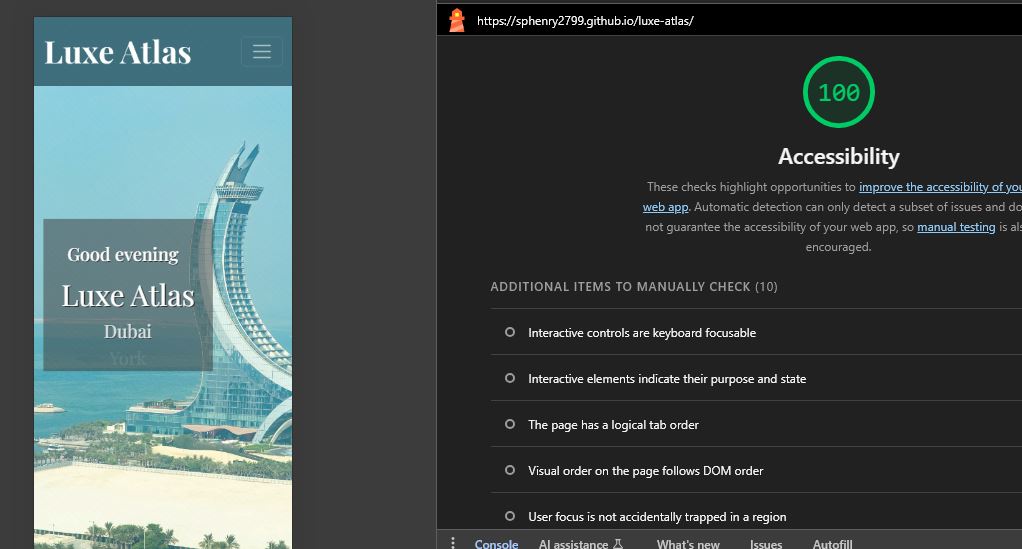 Luxe Atlas
Good evening
Luxe Atlas
Dubai
York
https://sphenry2799.github.io/luxe-atlas/
100
Accessibility
These checks highlight opportunities to improve the accessibility of you
web app. Automatic detection can only detect a subset of issues and do
not guarantee the accessibility of your web app, so manual testing is als
encouraged.
ADDITIONAL ITEMS TO MANUALLY CHECK (10)
Interactive controls are keyboard focusable
Interactive elements indicate their purpose and state
The page has a logical tab order
Visual order on the page follows DOM order
User focus is not accidentally trapped in a region
Console AI assistance What's new Issues Autofill